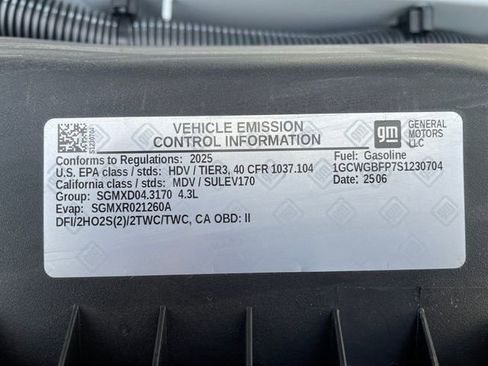 VEHICLE EMISSION
CONTROL INFORMATION
gm GENERAL
MOTORS
LLC
Conforms to Regulations: 2025
Fuel: Gasoline
U.S. EPA class / stds: HDV / TIER3, 40 CFR 1037.104
1GCWGBFP7S1230704
California class / stds: MDV / SULEV170
Date: 25 06
Group: SGMXD04.3170 4.3L
Evap: SGMXR021260A
DFI/2HO2S(2)/2TWC/TWC, CA OBD: II